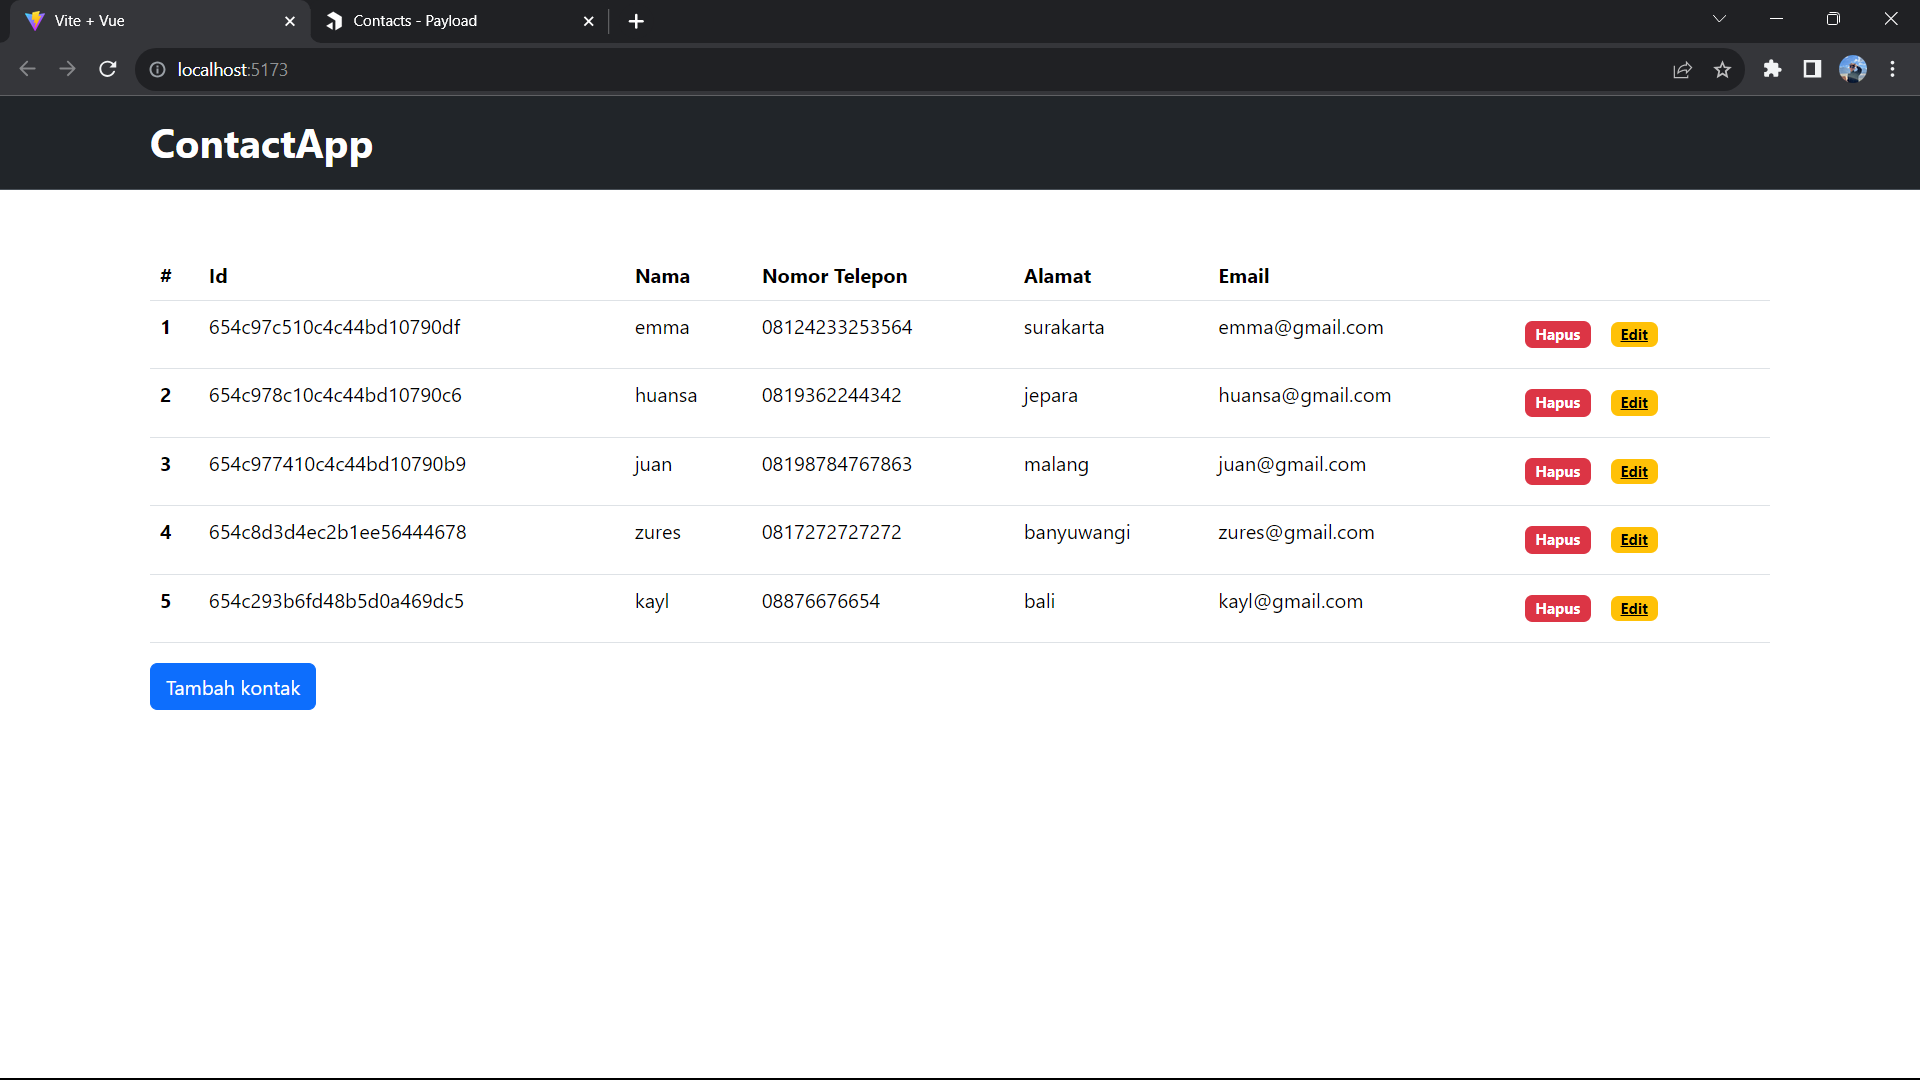 Vite + Vue
Contacts - Payload
localhost:5173
ContactApp
# Id Nama Nomor Telepon Alamat Email
1 654c97c510c4c44bd10790df emma 08124233253564 surakarta emma@gmail.com Hapus Edit
2 654c978c10c4c44bd10790c6 huansa 0819362244342 jepara huansa@gmail.com Hapus Edit
3 654c977410c4c44bd10790b9 juan 08198784767863 malang juan@gmail.com Hapus Edit
4 654c8d3d4ec2b1ee56444678 zures 0817272727272 banyuwangi zures@gmail.com Hapus Edit
5 654c293b6fd48b5d0a469dc5 kayl 08876676654 bali kayl@gmail.com Hapus Edit
Tambah kontak